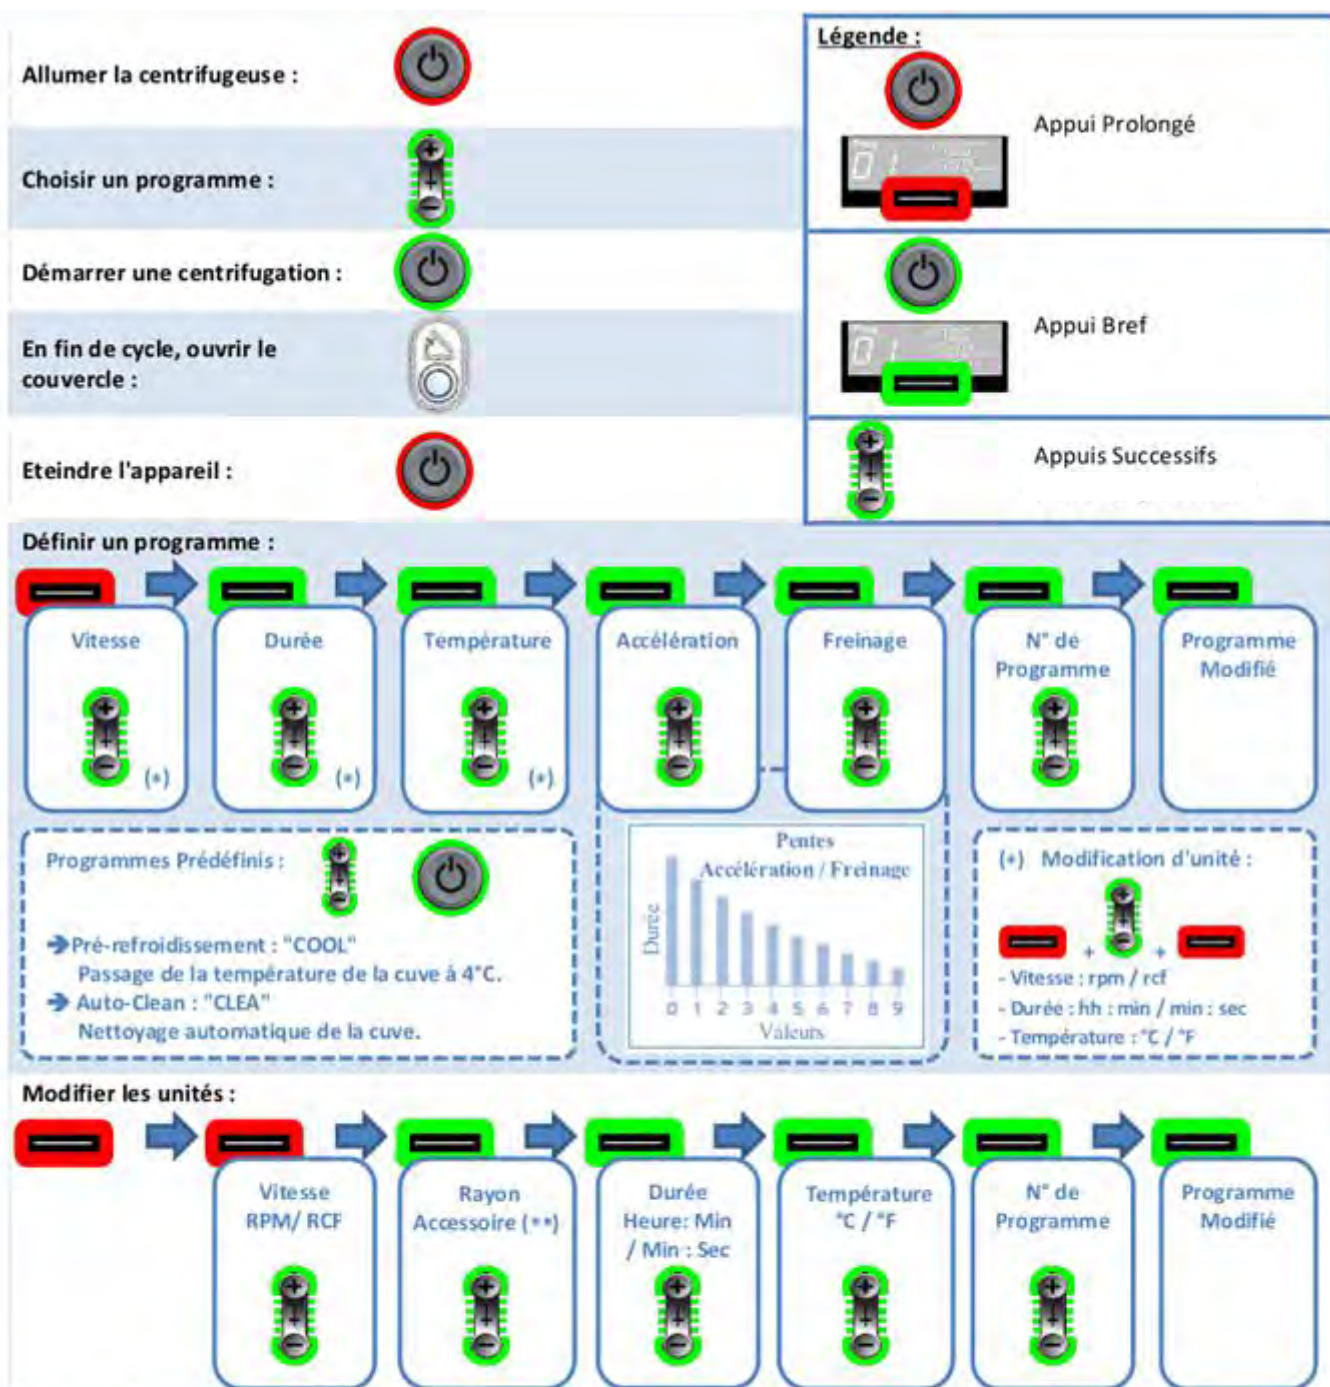 Allumer la centrifugeuse :
Choisir un programme :
Démarrer une centrifugation :
En fin de cycle, ouvrir le
couvercle :
Eteindre l'appareil :
Légende :
01
Appui Prolongé
01
Appui Bref
Appuis Successifs
Définir un programme :
Vitesse
(*)
Durée
(*)
Température
(*)
Accélération
Freinage
N° de
Programme
Programme
Modifié
Programmes Prédéfinis :
Pré-refroidissement : "COOL"
Passage de la température de la cuve à 4°C.
Auto-Clean : "CLEA"
Nettoyage automatique de la cuve.
Pentes
Accélération / Freinage
Durée
0 1 2 3 4 5 6 7 8 9
Valeurs
(*) Modification d'unité :
+ +
- Vitesse : rpm / rcf
- Durée : hh : min / min : sec
- Température : °C / °F
Modifier les unités :
Vitesse
RPM/ RCF
Rayon
Accessoire (**)
Durée
Heure: Min
/ Min : Sec
Température
°C / °F
N° de
Programme
Programme
Modifié